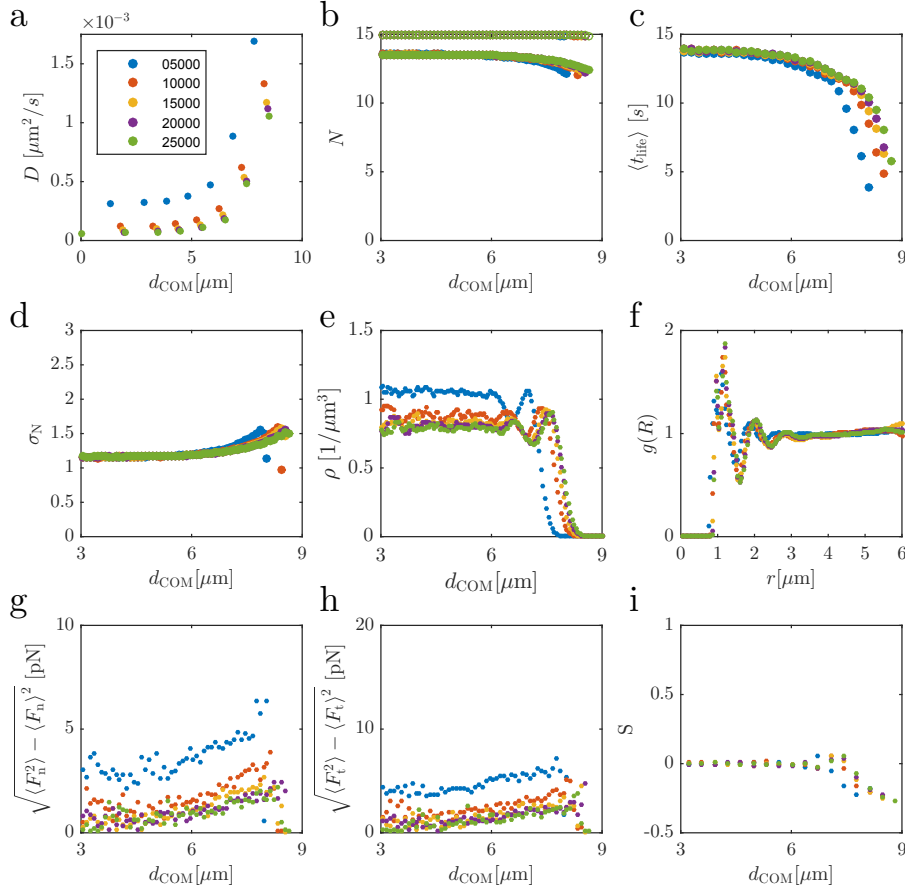 a
×10⁻³
D [μm²/s]
1.5
1
0.5
0
05000
10000
15000
20000
25000
0
5
10
d_COM[μm]
b
N
15
10
5
0
3
6
9
d_COM[μm]
c
⟨t_life⟩ [s]
15
10
5
0
3
6
9
d_COM[μm]
d
σ_N
3
2.5
2
1.5
1
0.5
0
3
6
9
d_COM[μm]
e
ρ [1/μm³]
1.5
1
0.5
0
3
6
9
d_COM[μm]
f
g(R)
2
1
0
0
1
2
3
4
5
6
r[μm]
g
√⟨F_n²⟩ − ⟨F_n⟩² [pN]
10
5
0
3
6
9
d_COM[μm]
h
√⟨F_t²⟩ − ⟨F_t⟩² [pN]
20
10
0
3
6
9
d_COM[μm]
i
S
1
0.5
0
-0.5
3
6
9
d_COM[μm]